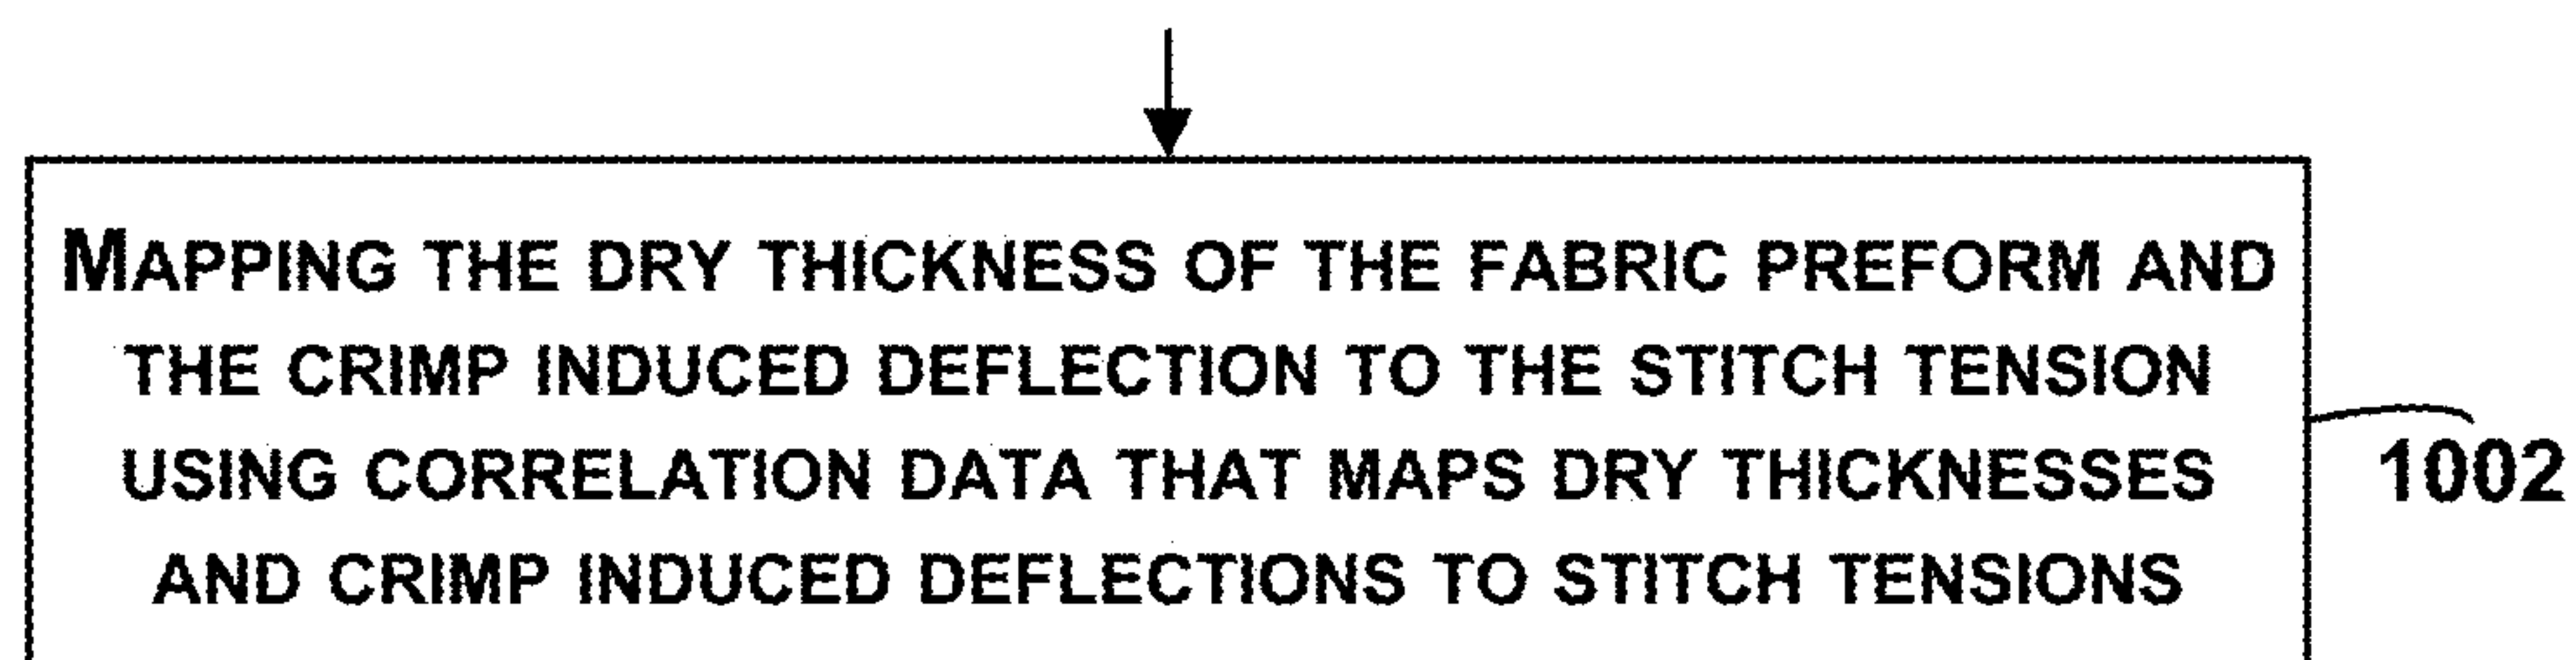 MAPPING THE DRY THICKNESS OF THE FABRIC PREFORM AND
THE CRIMP INDUCED DEFLECTION TO THE STITCH TENSION
USING CORRELATION DATA THAT MAPS DRY THICKNESSES
AND CRIMP INDUCED DEFLECTIONS TO STITCH TENSIONS
1002